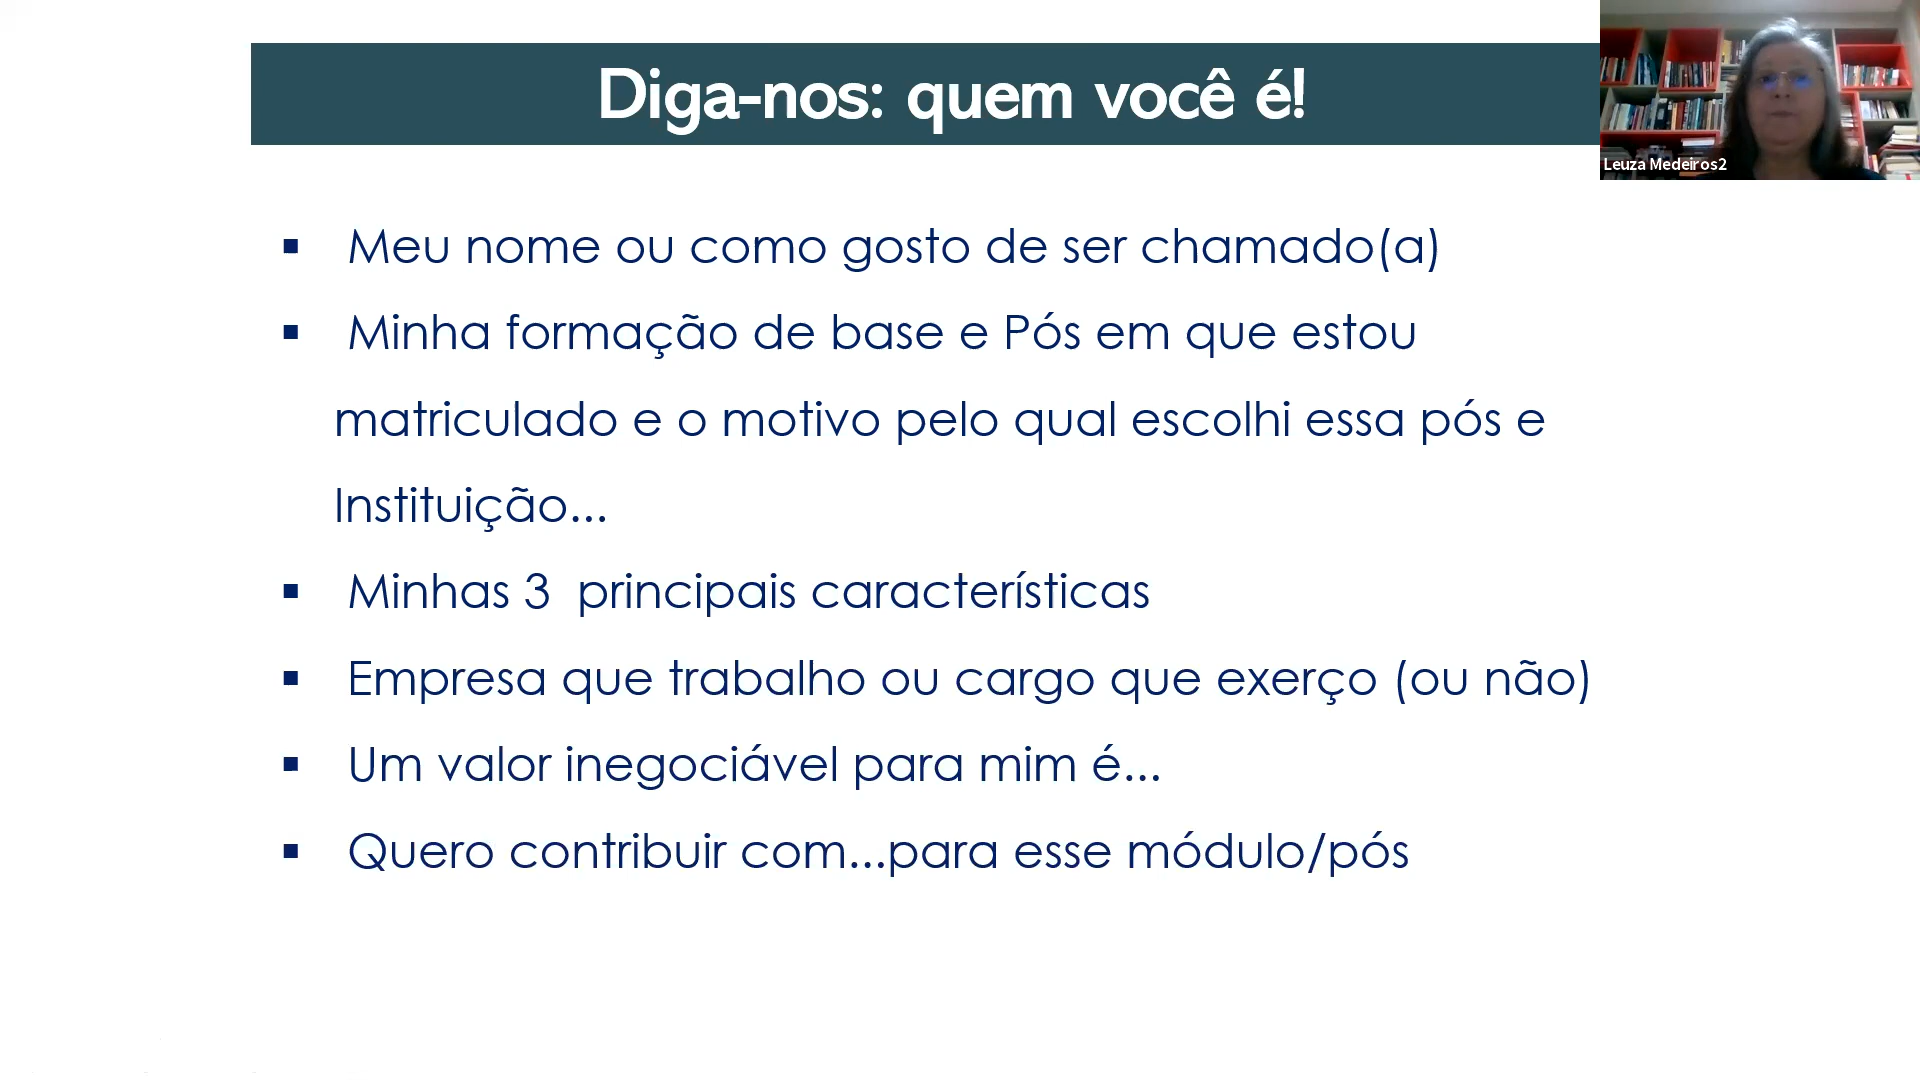 Diga-nos: quem você é!
Leuza Medeiros2
▪ Meu nome ou como gosto de ser chamado(a)
▪ Minha formação de base e Pós em que estou
matriculado e o motivo pelo qual escolhi essa pós e
Instituição...
▪ Minhas 3 principais características
▪ Empresa que trabalho ou cargo que exerço (ou não)
▪ Um valor inegociável para mim é...
▪ Quero contribuir com...para esse módulo/pós